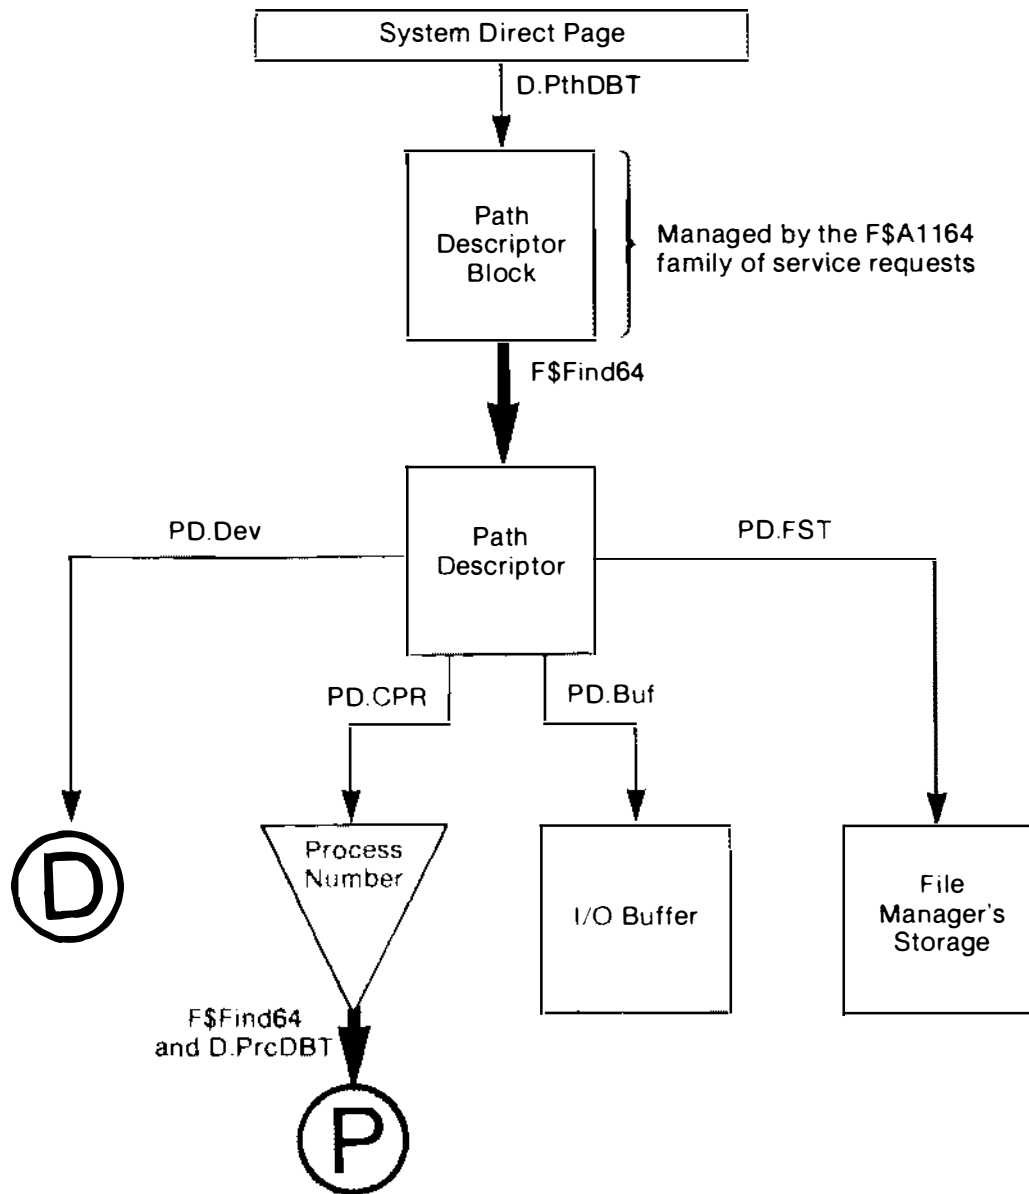 System Direct Page
D.PthDBT
Path
Descriptor
Block
Managed by the F$A1164
family of service requests
F$Find64
PD.Dev
Path
Descriptor
PD.FST
PD.CPR
PD.Buf
D
Process
Number
I/O Buffer
File
Manager's
Storage
F$Find64
and D.PrcDBT
P